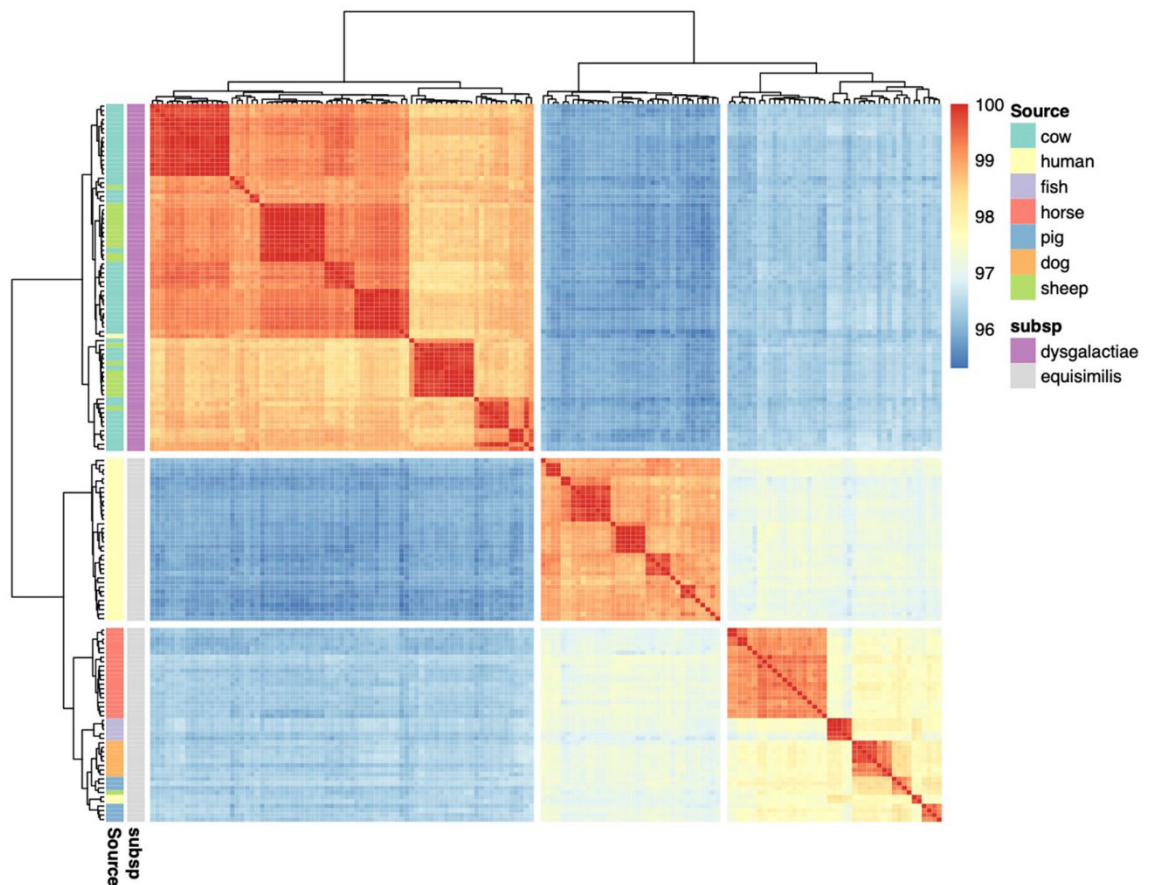 100
99
98
97
96
Source
cow
human
fish
horse
pig
dog
sheep
subsp
dysgalactiae
equisimilis
Source
subsp